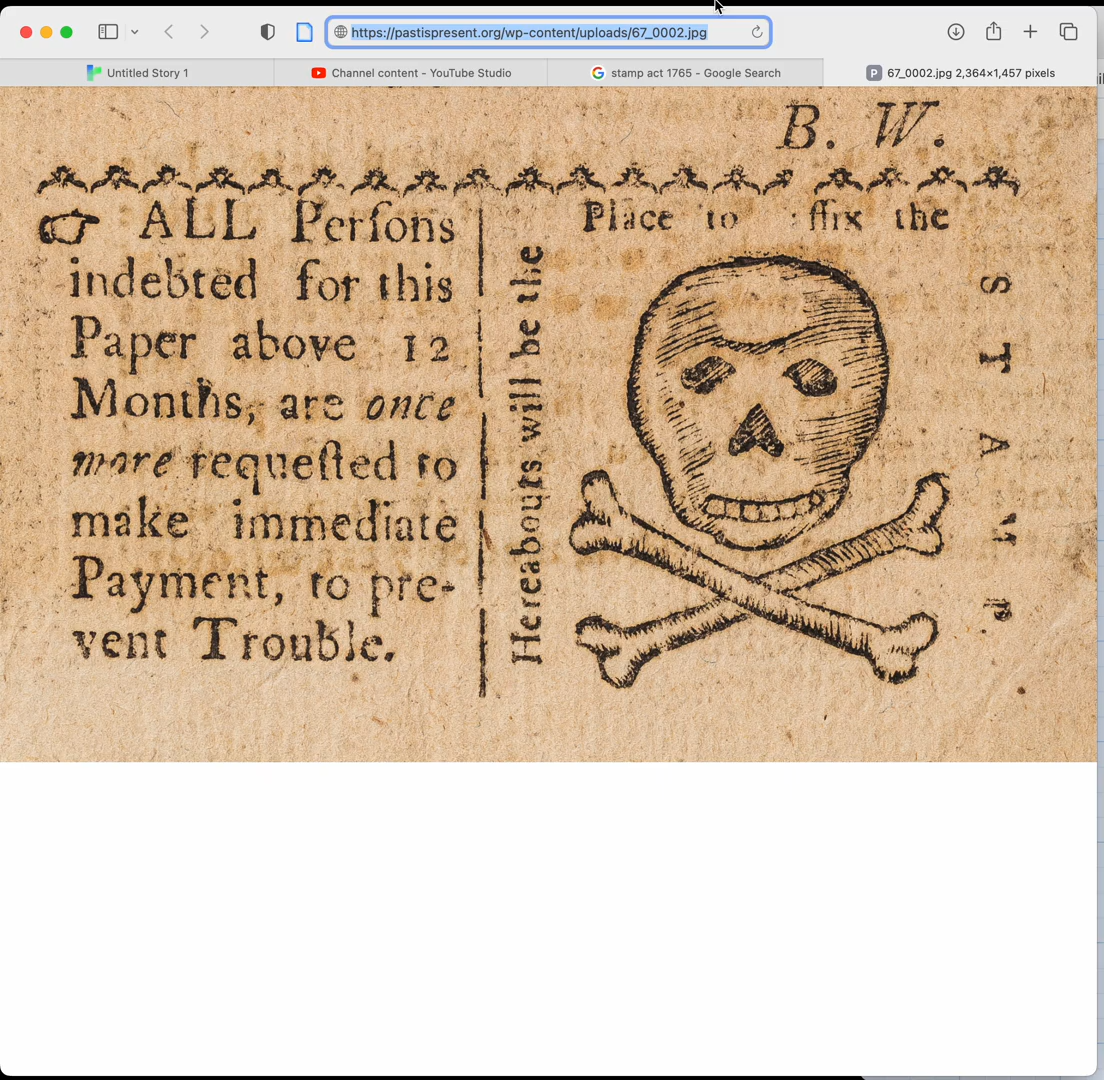 https://pastispresent.org/wp-content/uploads/67_0002.jpg
Untitled Story 1
Channel content - YouTube Studio
stamp act 1765 - Google Search
67_0002.jpg 2,364×1,457 pixels
B. W.
ALL Perſons
indebted for this
Paper above 12
Months, are once
more requeſted to
make immediate
Payment, to pre-
vent Trouble.
Hereabouts will be the
Place to ffix the
STAMP.